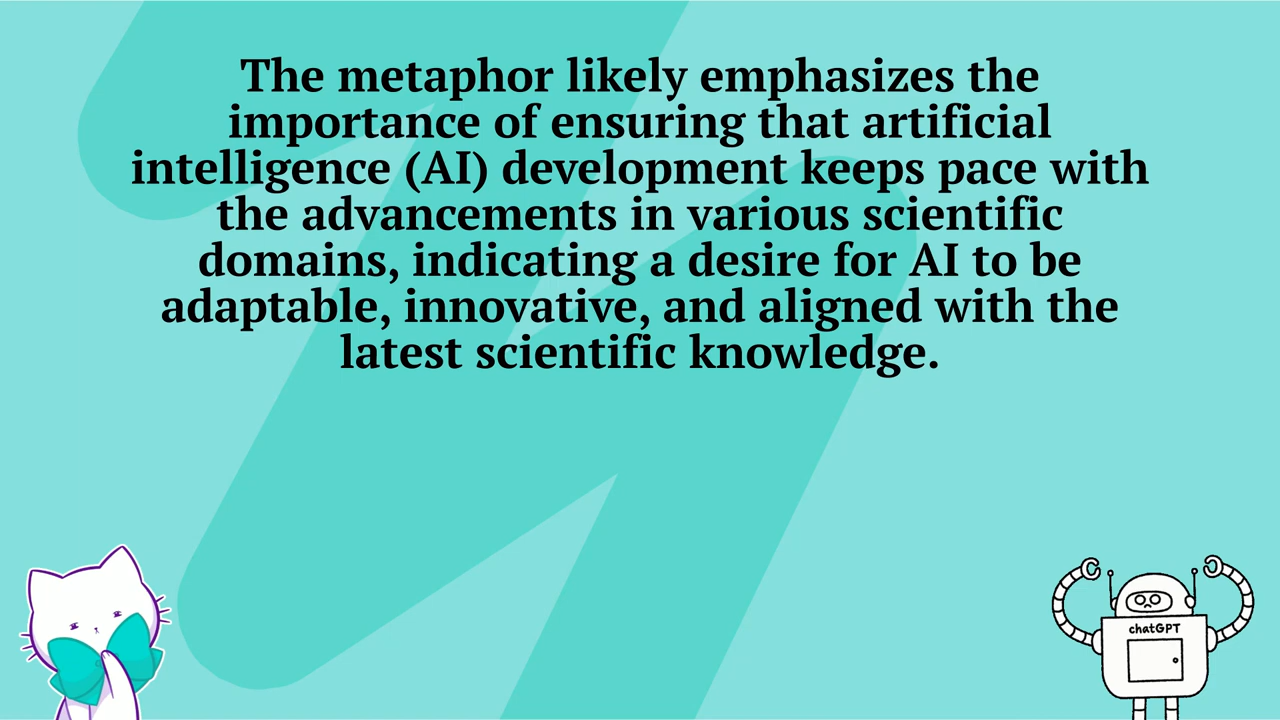 The metaphor likely emphasizes the
importance of ensuring that artificial
intelligence (AI) development keeps pace with
the advancements in various scientific
domains, indicating a desire for AI to be
adaptable, innovative, and aligned with the
latest scientific knowledge.
chatGPT